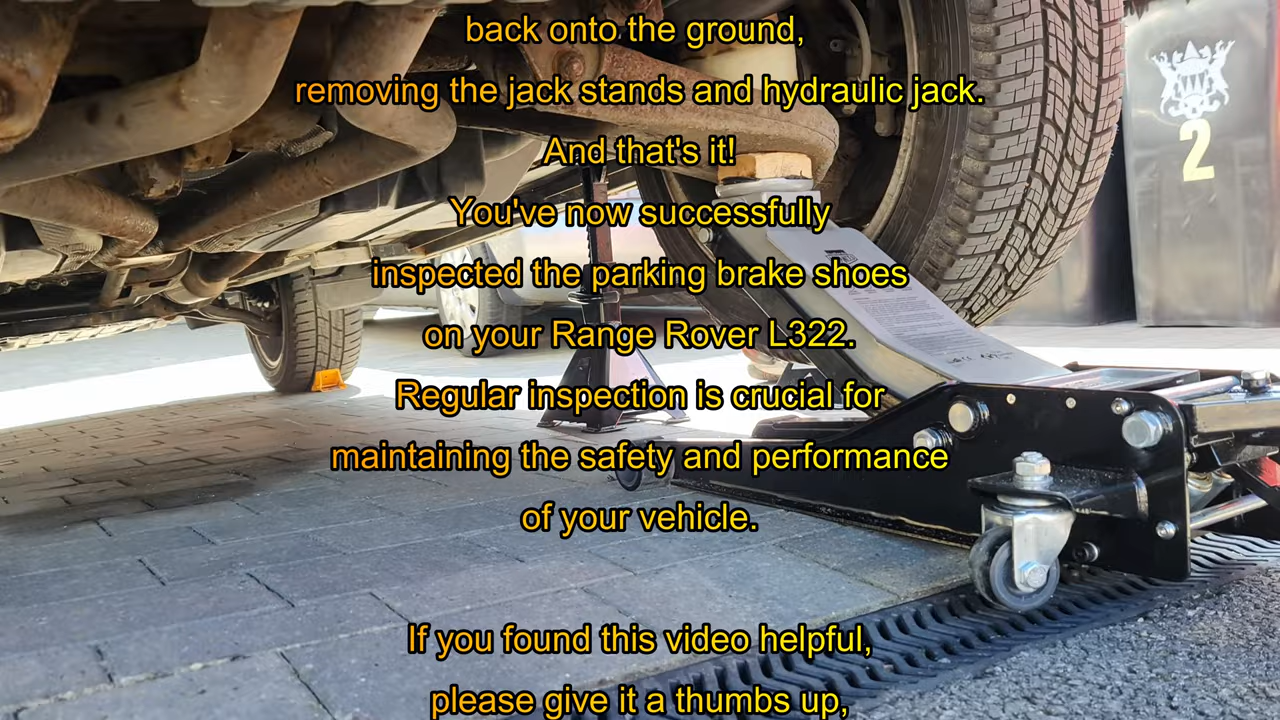 back onto the ground,
removing the jack stands and hydraulic jack.
And that's it!
You've now successfully
inspected the parking brake shoes
on your Range Rover L322.
Regular inspection is crucial for
maintaining the safety and performance
of your vehicle.
If you found this video helpful,
please give it a thumbs up,
2